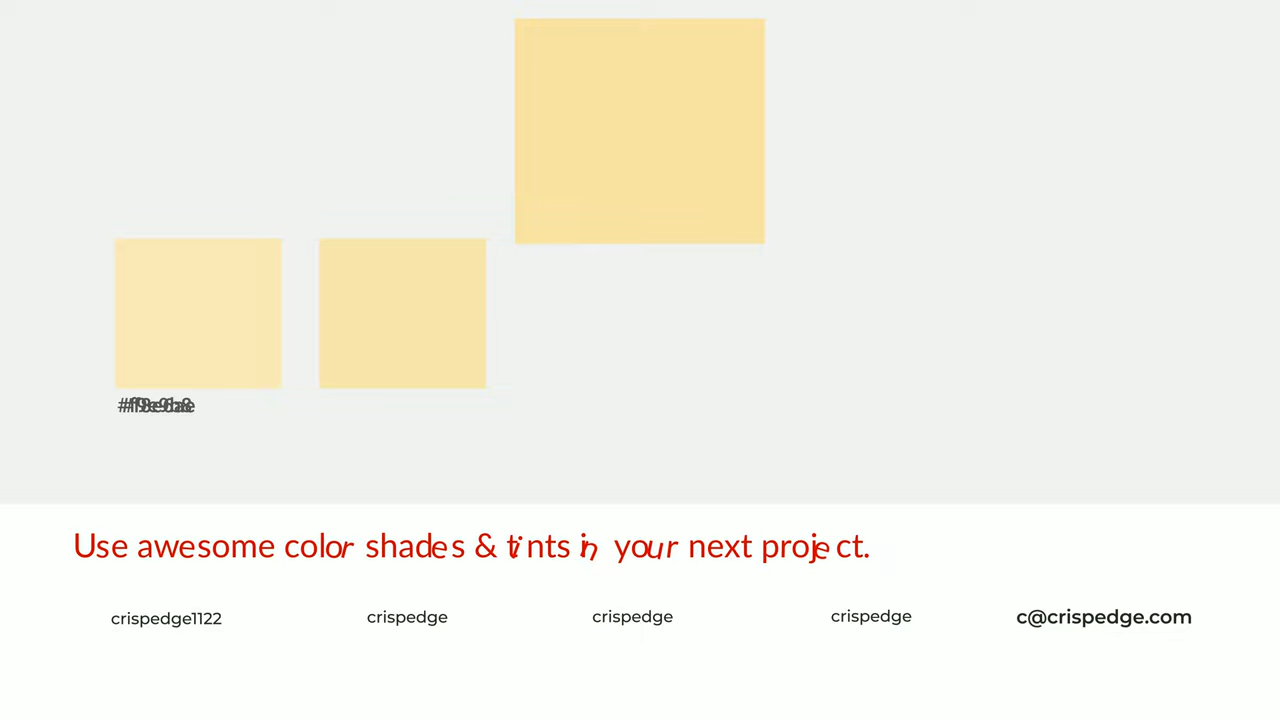 Use awesome color shades & tints in your next project.
crispedge1122 crispedge crispedge crispedge c@crispedge.com